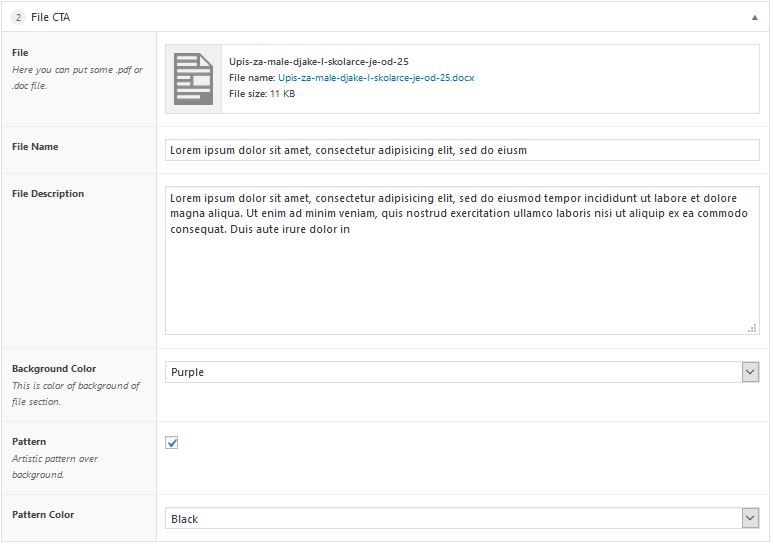 2 File CTA
File
Here you can put some .pdf or
.doc file.
Upis-za-male-djake-I-skolarce-je-od-25
File name: Upis-za-male-djake-I-skolarce-je-od-25.docx
File size: 11 KB
File Name
Lorem ipsum dolor sit amet, consectetur adipisicing elit, sed do eiusm
File Description
Lorem ipsum dolor sit amet, consectetur adipisicing elit, sed do eiusmod tempor incididunt ut labore et dolore
magna aliqua. Ut enim ad minim veniam, quis nostrud exercitation ullamco laboris nisi ut aliquip ex ea commodo
consequat. Duis aute irure dolor in
Background Color
This is color of background of
file section.
Purple
Pattern
Artistic pattern over
background.
Pattern Color
Black